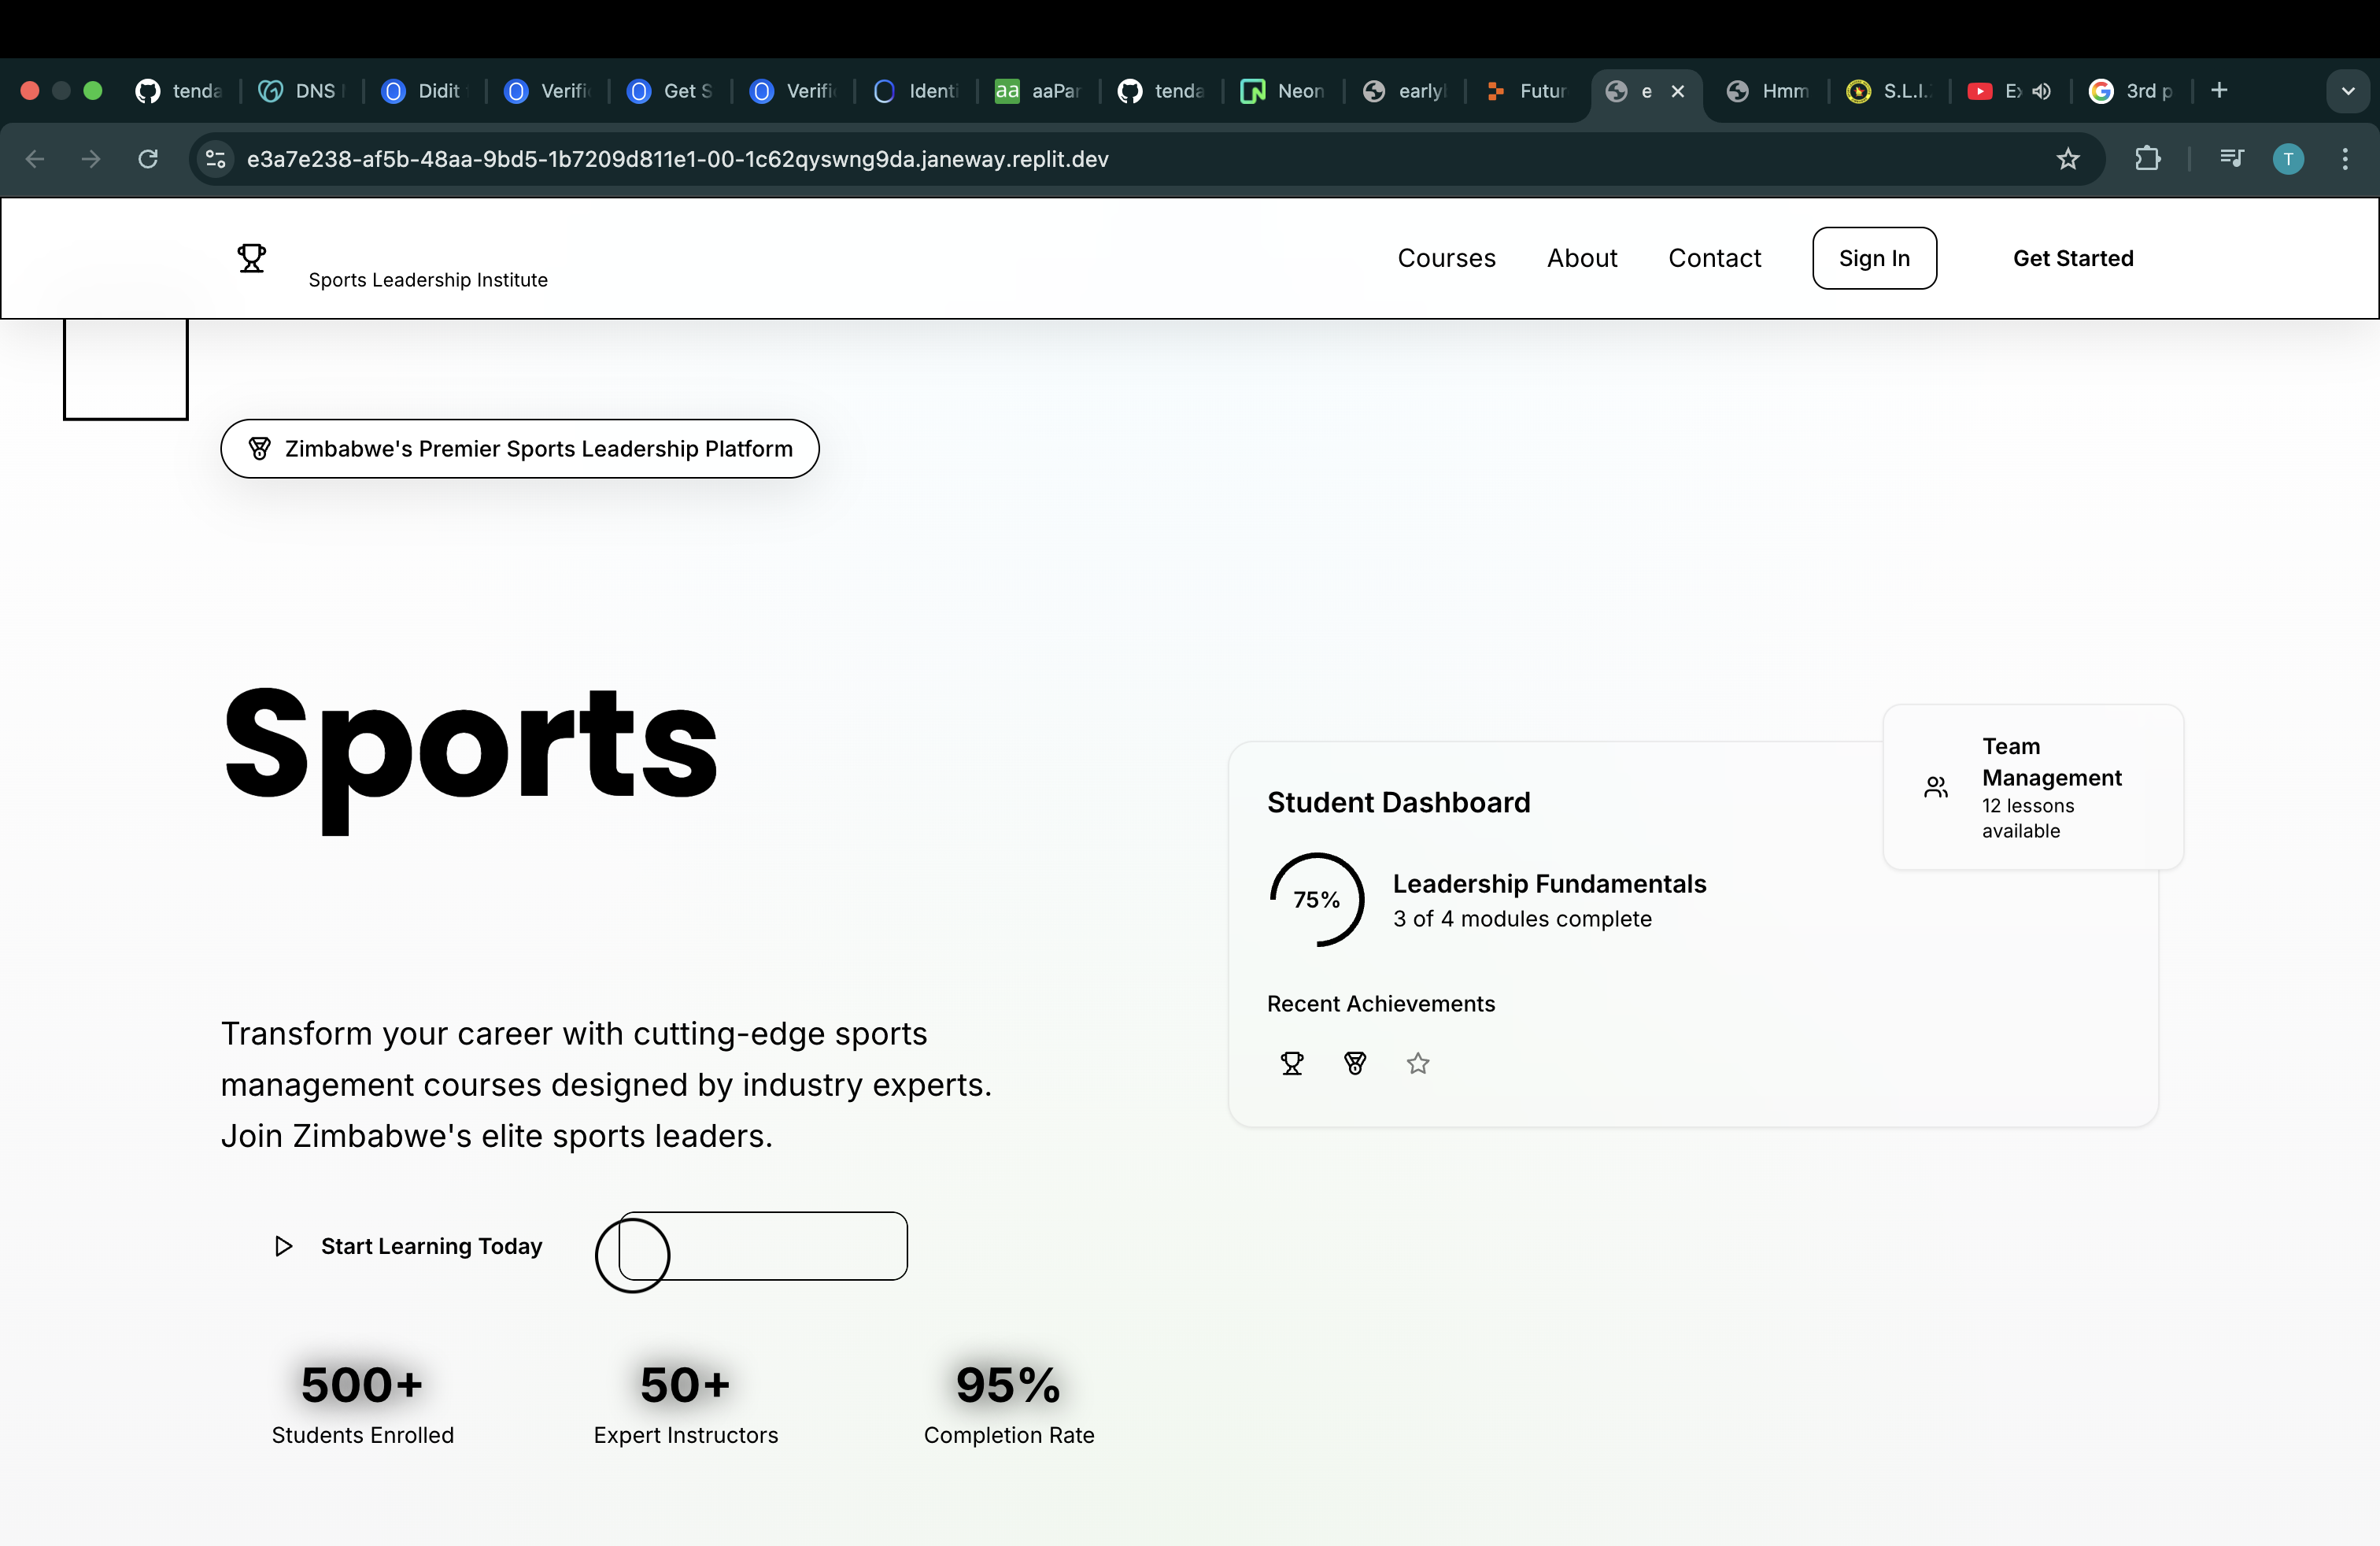 tenda
DNS
Didit
Verifi
Get S
Verifi
Identi
aa
aaPar
tenda
Neon
early
Futur
e
Hmm
S.L.I.
Ex
3rd p
e3a7e238-af5b-48aa-9bd5-1b7209d811e1-00-1c62qyswng9da.janeway.replit.dev
T
Sports Leadership Institute
Courses
About
Contact
Sign In
Get Started
Zimbabwe's Premier Sports Leadership Platform
Sports
Transform your career with cutting-edge sports
management courses designed by industry experts.
Join Zimbabwe's elite sports leaders.
Start Learning Today
500+
Students Enrolled
50+
Expert Instructors
95%
Completion Rate
Student Dashboard
75%
Leadership Fundamentals
3 of 4 modules complete
Recent Achievements
Team
Management
12 lessons
available